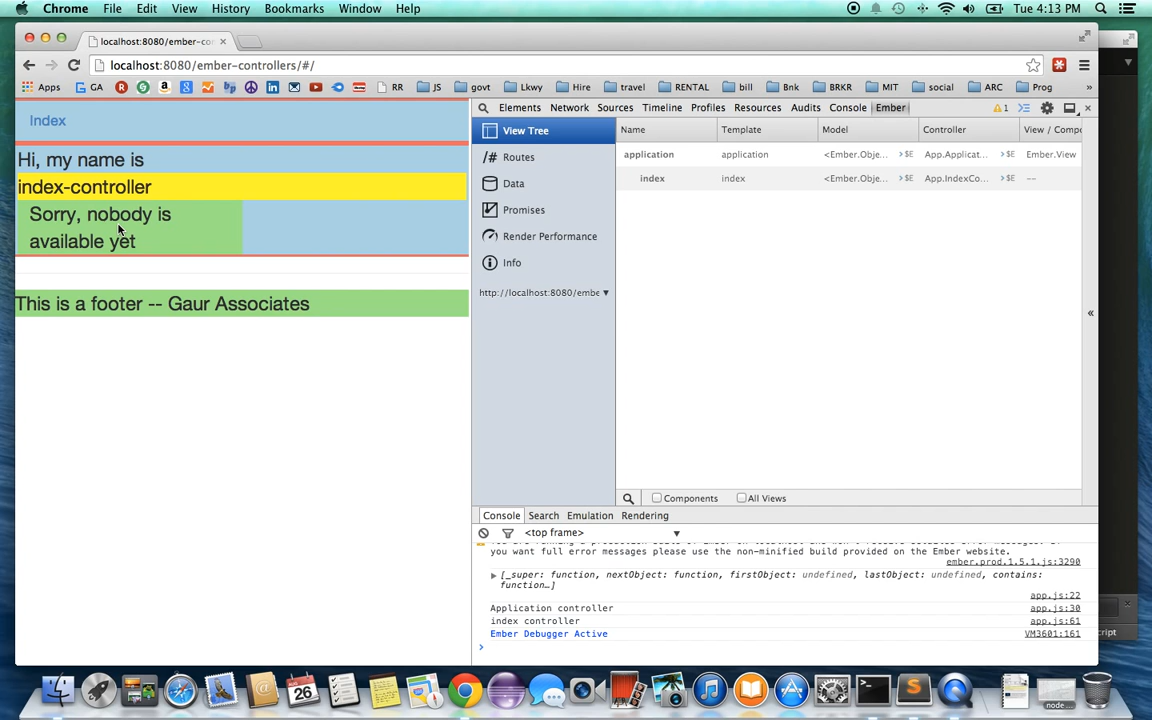 Chrome File Edit View History Bookmarks Window Help Tue 4:13 PM
localhost:8080/ember-co
localhost:8080/ember-controllers/#/
Apps GA RR JS govt Lkwy Hire travel RENTAL bill Bnk BRKR MIT social ARC Prog »
Index
Hi, my name is
index-controller
Sorry, nobody is
available yet
This is a footer -- Gaur Associates
Elements Network Sources Timeline Profiles Resources Audits Console Ember 1
View Tree
/# Routes
Data
Promises
Render Performance
Info
http://localhost:8080/embe
Name Template Model Controller View / Compo
application application <Ember.Obje... >$E App.Applicat... >$E Ember.View
index index <Ember.Obje... >$E App.IndexCo... >$E --
Components All Views
Console Search Emulation Rendering
<top frame>
you want full error messages please use the non-minified build provided on the Ember website.
ember.prod.1.5.1.js:3290
[_super: function, nextObject: function, firstObject: undefined, lastObject: undefined, contains:
function…]
app.js:22
Application controller app.js:30
index controller app.js:61
Ember Debugger Active VM3601:161
cript
AUG
26
node